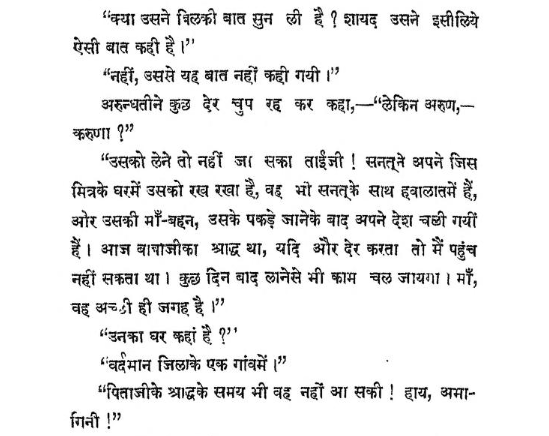 “क्या उसने विलकी बात सुन ली है ? शायद उसने इसीलिये
ऐसी बात कही है ।”
“नहीं, उससे यह बात नहीं कही गयी ।”
अरुन्धतीने कुछ देर चुप रह कर कहा,—“लेकिन अरुण,—
करुणा ?”
“उसको लेने तो नहीं जा सका ताईजी ! सनत्‌ने अपने जिस
मित्रके घरमें उसको रख रखा है, वह भी सनत्‌के साथ हवालातमें हैं,
और उसकी माँ-बहन, उसके पकड़े जानेके बाद अपने देश चली गयीं
हैं । आज बाबाजीका श्राद्ध था, यदि और देर करता तो मैं पहुंच
नहीं सकता था । कुछ दिन बाद लानेसे भी काम चल जायगा । माँ,
वह अच्छी ही जगह है ।”
“उनका घर कहां है ?”
“वर्दमान जिलाके एक गांवमें ।”
“पिताजीके श्राद्धके समय भी वह नहीं आ सकी ! हाय, अभा-
गिनी !”